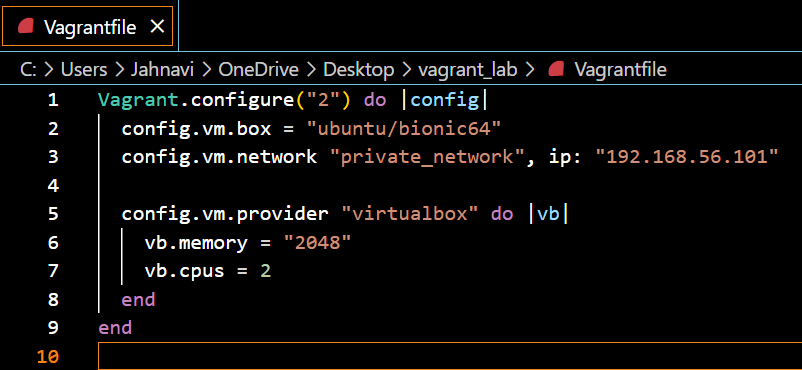 Vagrantfile ×
C: > Users > Jahnavi > OneDrive > Desktop > vagrant_lab > Vagrantfile
1 Vagrant.configure("2") do |config|
2   config.vm.box = "ubuntu/bionic64"
3   config.vm.network "private_network", ip: "192.168.56.101"
4
5   config.vm.provider "virtualbox" do |vb|
6     vb.memory = "2048"
7     vb.cpus = 2
8   end
9 end
10